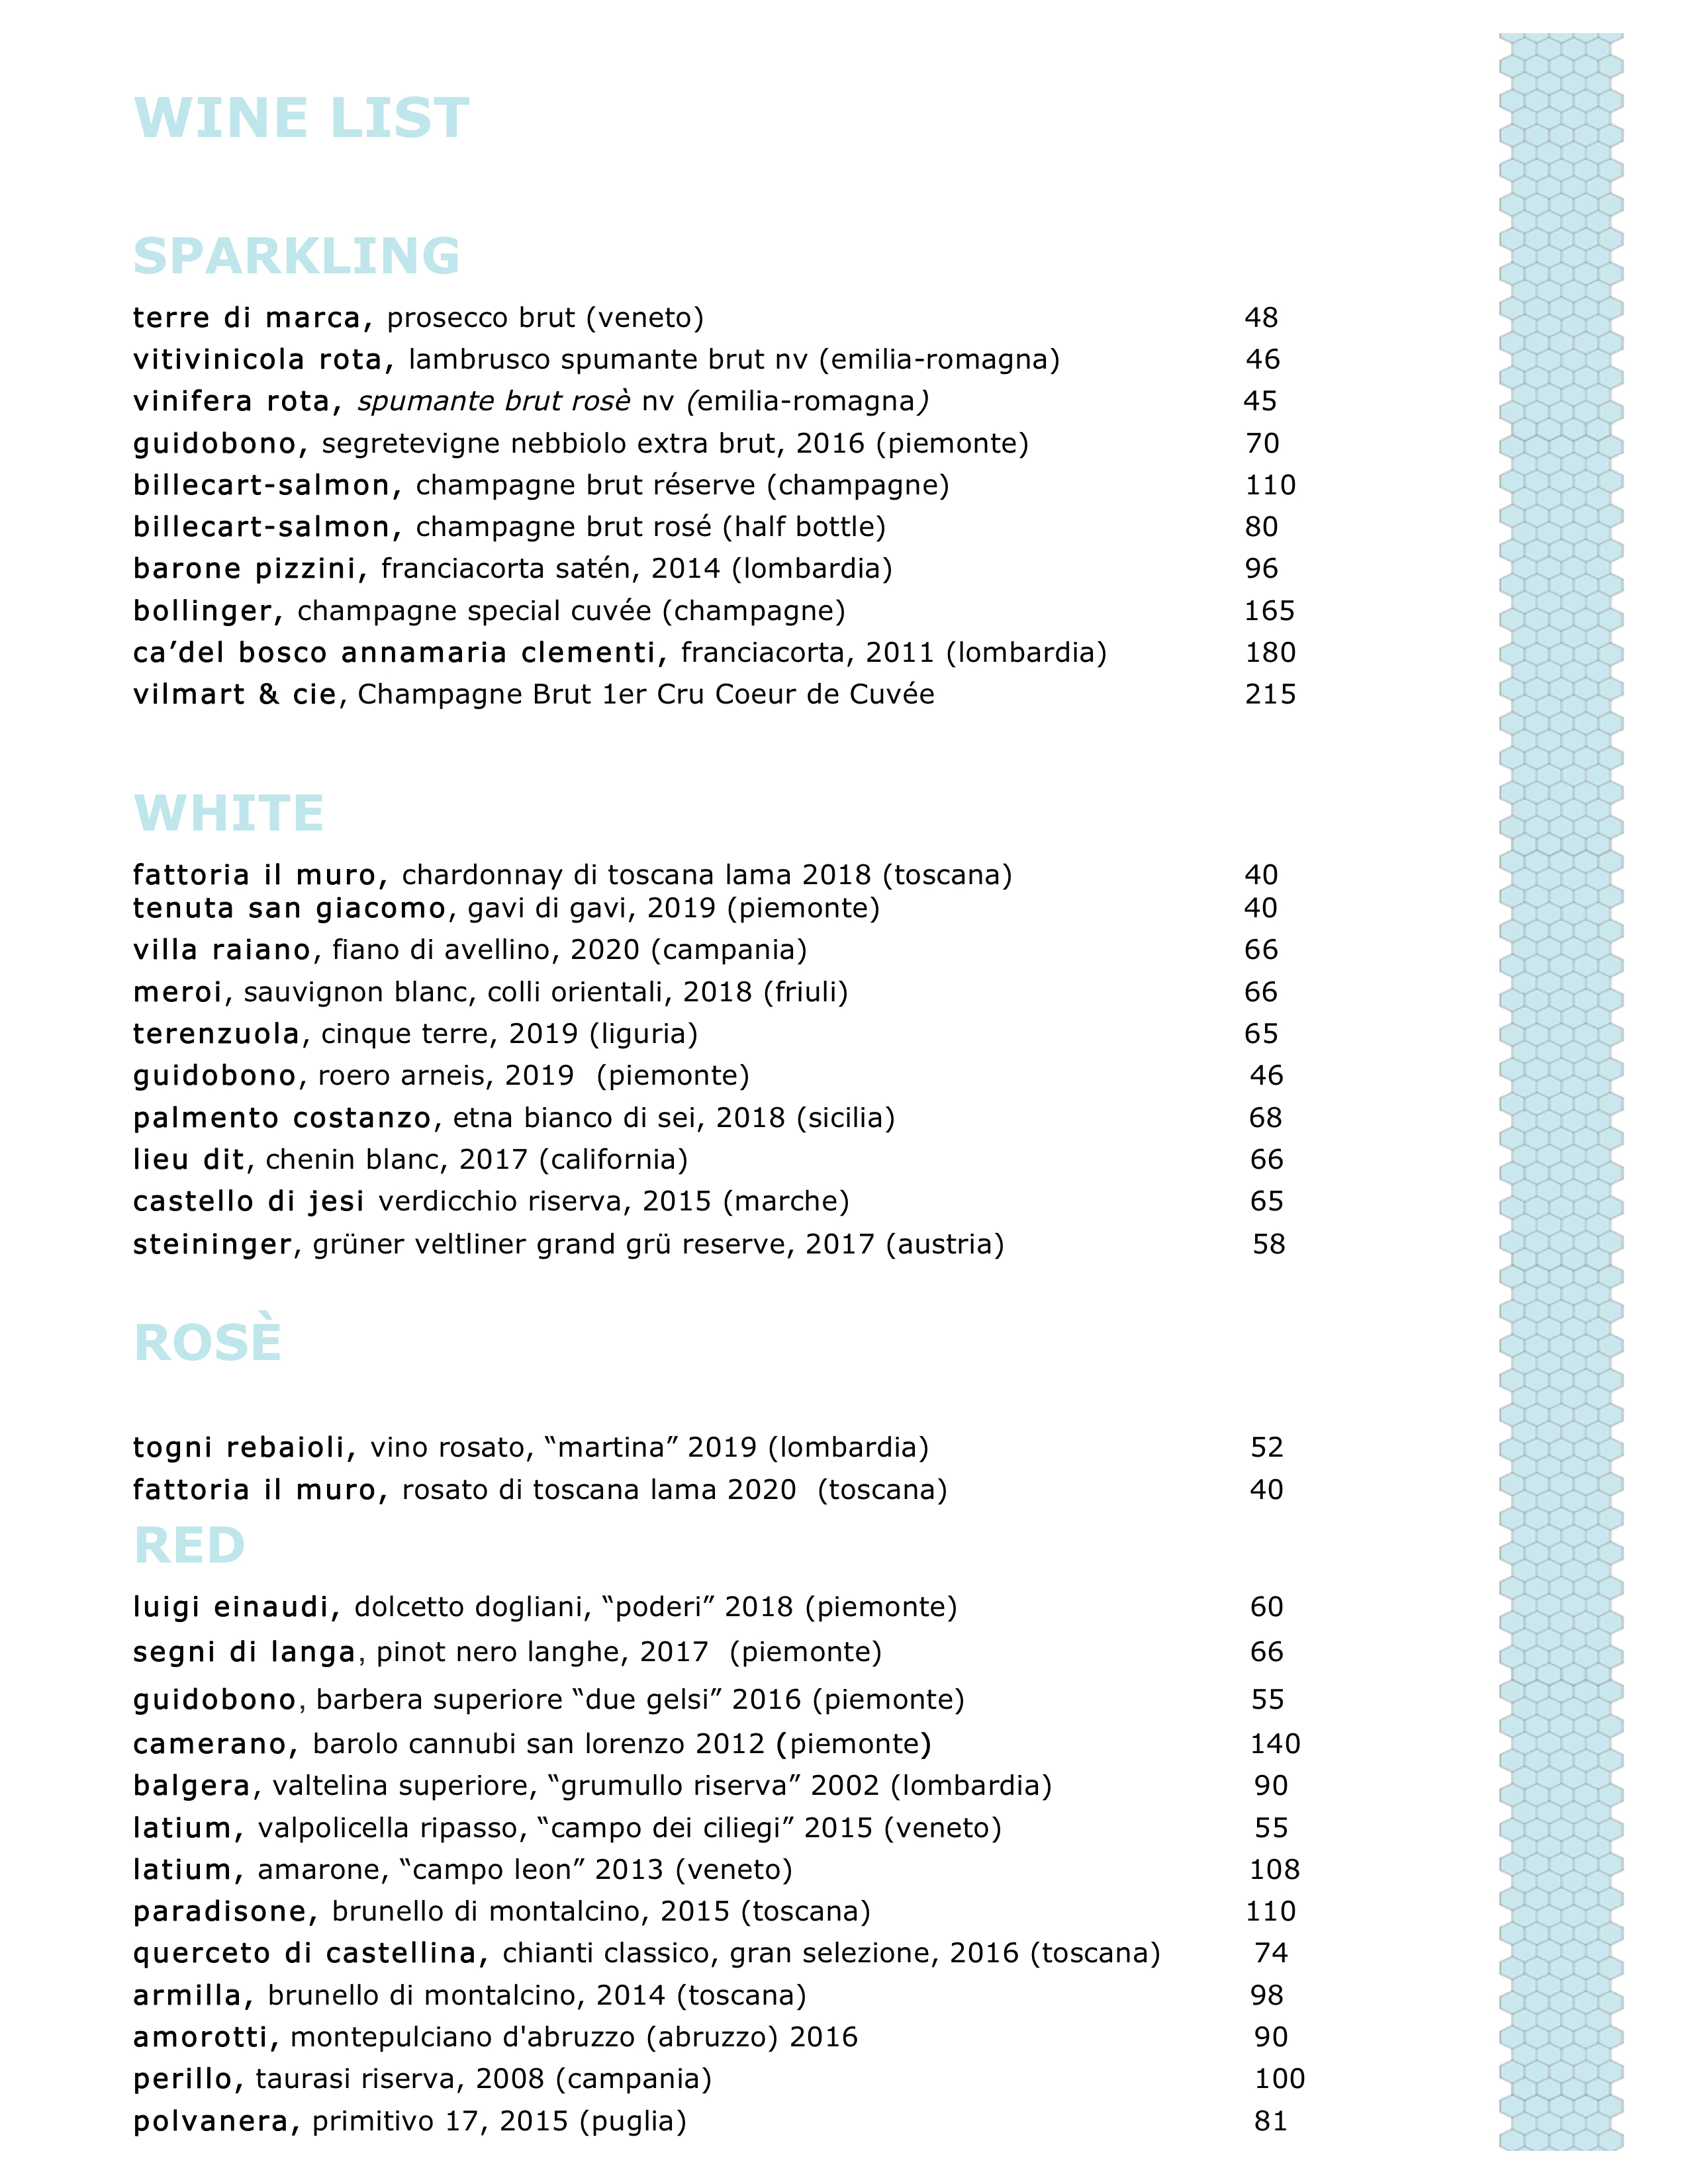 WINE LIST
SPARKLING
terre di marca, prosecco brut (veneto) 48
vitivinicola rota, lambrusco spumante brut nv (emilia-romagna) 46
vinifera rota, spumante brut rosè nv (emilia-romagna) 45
guidobono, segretevigne nebbiolo extra brut, 2016 (piemonte) 70
billecart-salmon, champagne brut réserve (champagne) 110
billecart-salmon, champagne brut rosé (half bottle) 80
barone pizzini, franciacorta satén, 2014 (lombardia) 96
bollinger, champagne special cuvée (champagne) 165
ca’del bosco annamaria clementi, franciacorta, 2011 (lombardia) 180
vilmart & cie, Champagne Brut 1er Cru Coeur de Cuvée 215
WHITE
fattoria il muro, chardonnay di toscana lama 2018 (toscana) 40
tenuta san giacomo, gavi di gavi, 2019 (piemonte) 40
villa raiano, fiano di avellino, 2020 (campania) 66
meroi, sauvignon blanc, colli orientali, 2018 (friuli) 66
terenzuola, cinque terre, 2019 (liguria) 65
guidobono, roero arneis, 2019 (piemonte) 46
palmento costanzo, etna bianco di sei, 2018 (sicilia) 68
lieu dit, chenin blanc, 2017 (california) 66
castello di jesi verdicchio riserva, 2015 (marche) 65
steininger, grüner veltliner grand grü reserve, 2017 (austria) 58
ROSÈ
togni rebaioli, vino rosato, “martina” 2019 (lombardia) 52
fattoria il muro, rosato di toscana lama 2020 (toscana) 40
RED
luigi einaudi, dolcetto dogliani, “poderi” 2018 (piemonte) 60
segni di langa, pinot nero langhe, 2017 (piemonte) 66
guidobono, barbera superiore “due gelsi” 2016 (piemonte) 55
camerano, barolo cannubi san lorenzo 2012 (piemonte) 140
balgera, valtelina superiore, “grumullo riserva” 2002 (lombardia) 90
latium, valpolicella ripasso, “campo dei ciliegi” 2015 (veneto) 55
latium, amarone, “campo leon” 2013 (veneto) 108
paradisone, brunello di montalcino, 2015 (toscana) 110
querceto di castellina, chianti classico, gran selezione, 2016 (toscana) 74
armilla, brunello di montalcino, 2014 (toscana) 98
amorotti, montepulciano d'abruzzo (abruzzo) 2016 90
perillo, taurasi riserva, 2008 (campania) 100
polvanera, primitivo 17, 2015 (puglia) 81